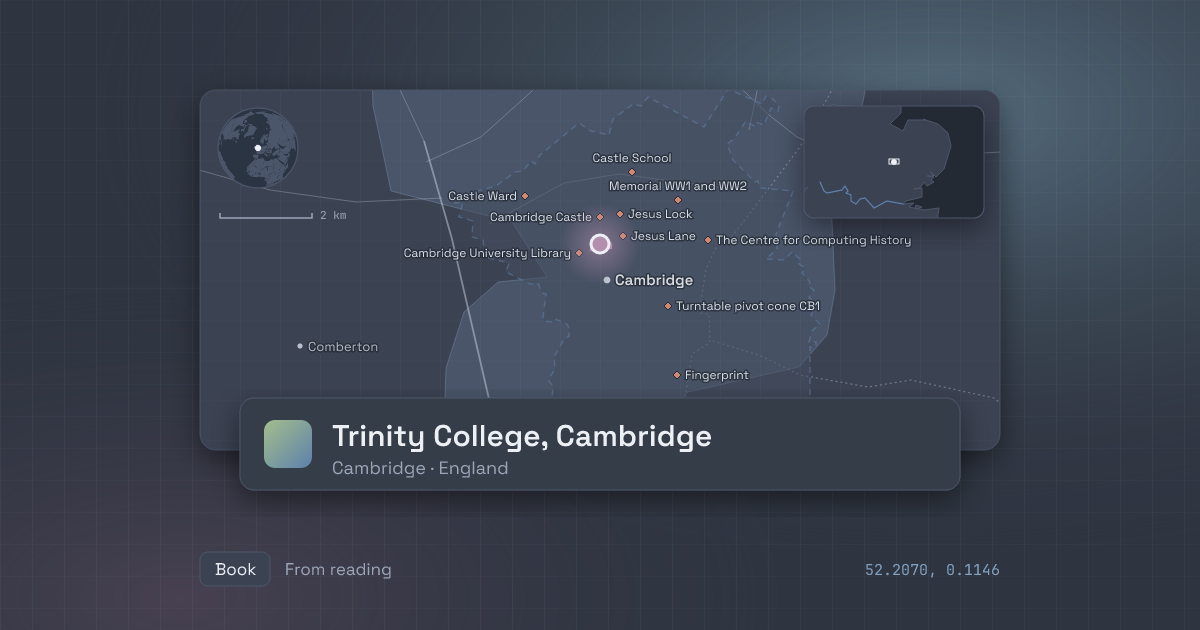 Castle School
Memorial WW1 and WW2
Castle Ward
2 km
Cambridge Castle
Jesus Lock
Jesus Lane
The Centre for Computing History
Cambridge University Library
Cambridge
Turntable pivot cone CB1
Comberton
Fingerprint
Trinity College, Cambridge
Cambridge · England
Book
From reading
52.2070, 0.1146